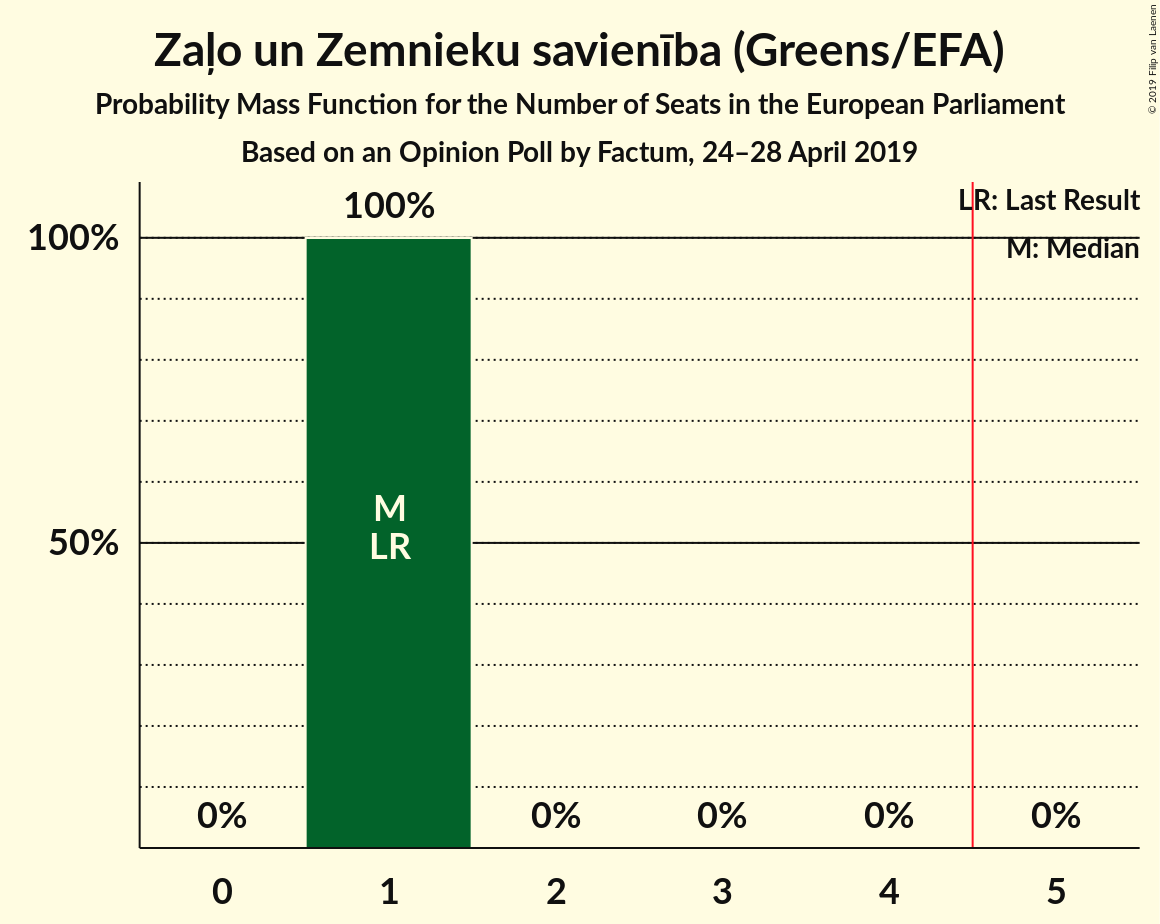 Zaļo un Zemnieku savienība (Greens/EFA)
Probability Mass Function for the Number of Seats in the European Parliament
Based on an Opinion Poll by Factum, 24–28 April 2019
© 2019 Filip van Laenen
LR: Last Result
M: Median
100%
100%
50%
M
LR
0%
0%
0%
0%
0%
0
1
2
3
4
5